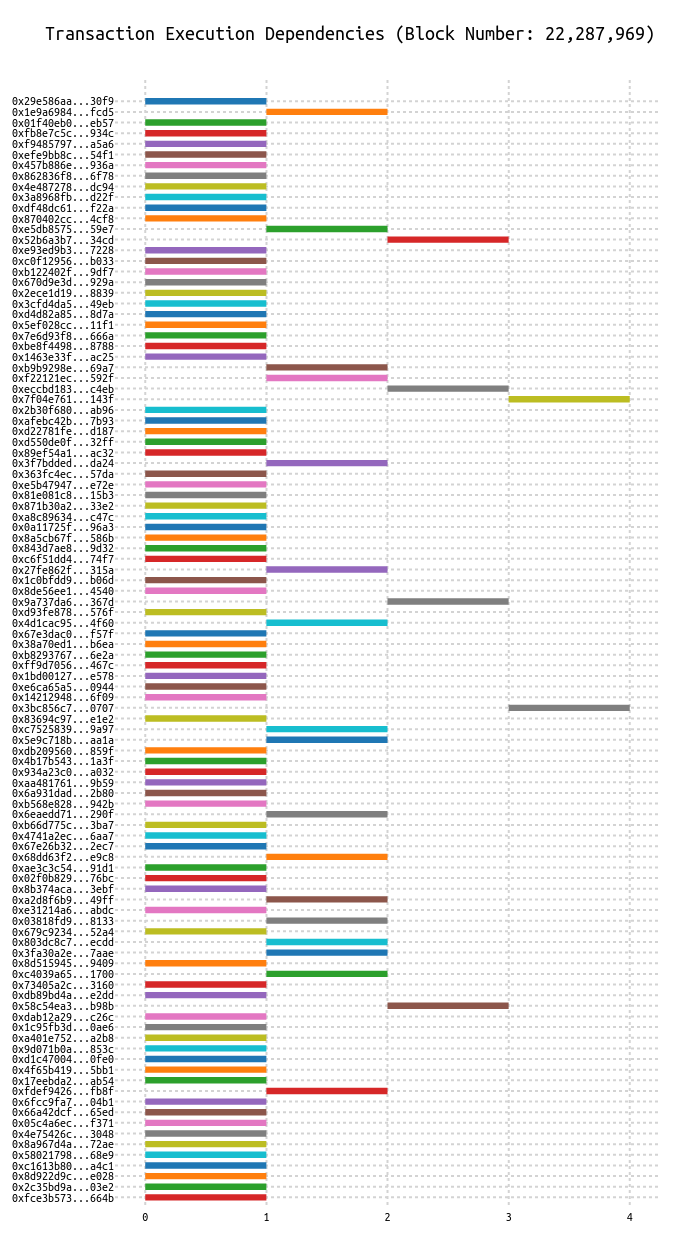 Transaction Execution Dependencies (Block Number: 22,287,969)
0x29e586aa...30f9
0x1e9a6984...fcd5
0x01f40eb0...eb57
0xfb8e7c5c...934c
0xf9485797...a5a6
0xefe9bb8c...54f1
0x457b886e...936a
0x862836f8...6f78
0x4e487278...dc94
0x3a8968fb...d22f
0xdf48dc61...f22a
0x870402cc...4cf8
0xe5db8575...59e7
0x52b6a3b7...34cd
0xe93ed9b3...7228
0xc0f12956...b033
0xb122402f...9df7
0x670d9e3d...929a
0x2ece1d19...8839
0x3cfd4da5...49eb
0xd4d82a85...8d7a
0x5ef028cc...11f1
0x7e6d93f8...666a
0xbe8f4498...8788
0x1463e33f...ac25
0xb9b9298e...69a7
0xf22121ec...592f
0xeccbd183...c4eb
0x7f04e761...143f
0x2b30f680...ab96
0xafebc42b...7b93
0xd22781fe...d187
0xd550de0f...32ff
0x89ef54a1...ac32
0x3f7bdded...da24
0x363fc4ec...57da
0xe5b47947...e72e
0x81e081c8...15b3
0x871b30a2...33e2
0xa8c89634...c47c
0x0a11725f...96a3
0x8a5cb67f...586b
0x843d7ae8...9d32
0xc6f51dd4...74f7
0x27fe862f...315a
0x1c0bfdd9...b06d
0x8de56ee1...4540
0x9a737da6...367d
0xd93fe878...576f
0x4d1cac95...4f60
0x67e3dac0...f57f
0x38a70ed1...b6ea
0xb8293767...6e2a
0xff9d7056...467c
0x1bd00127...e578
0xe6ca65a5...0944
0x14212948...6f09
0x3bc856c7...0707
0x83694c97...e1e2
0xc7525839...9a97
0x5e9c718b...aa1a
0xdb209560...859f
0x4b17b543...1a3f
0x934a23c0...a032
0xaa481761...9b59
0x6a931dad...2b80
0xb568e828...942b
0x6eaedd71...290f
0xb66d775c...3ba7
0x4741a2ec...6aa7
0x67e26b32...2ec7
0x68dd63f2...e9c8
0xae3c3c54...91d1
0x02f0b829...76bc
0x8b374aca...3ebf
0xa2d8f6b9...49ff
0xe31214a6...abdc
0x03818fd9...8133
0x679c9234...52a4
0x803dc8c7...ecdd
0x3fa30a2e...7aae
0x8d515945...9409
0xc4039a65...1700
0x73405a2c...3160
0xdb89bd4a...e2dd
0x58c54ea3...b98b
0xdab12a29...c26c
0x1c95fb3d...0ae6
0xa401e752...a2b8
0x9d071b0a...853c
0xd1c47004...0fe0
0x4f65b419...5bb1
0x17eebda2...ab54
0xfdef9426...fb8f
0x6fcc9fa7...04b1
0x66a42dcf...65ed
0x05c4a6ec...f371
0x4e75426c...3048
0x8a967d4a...72ae
0x58021798...68e9
0xc1613b80...a4c1
0x8d922d9c...e028
0x2c35bd9a...03e2
0xfce3b573...664b
0 1 2 3 4